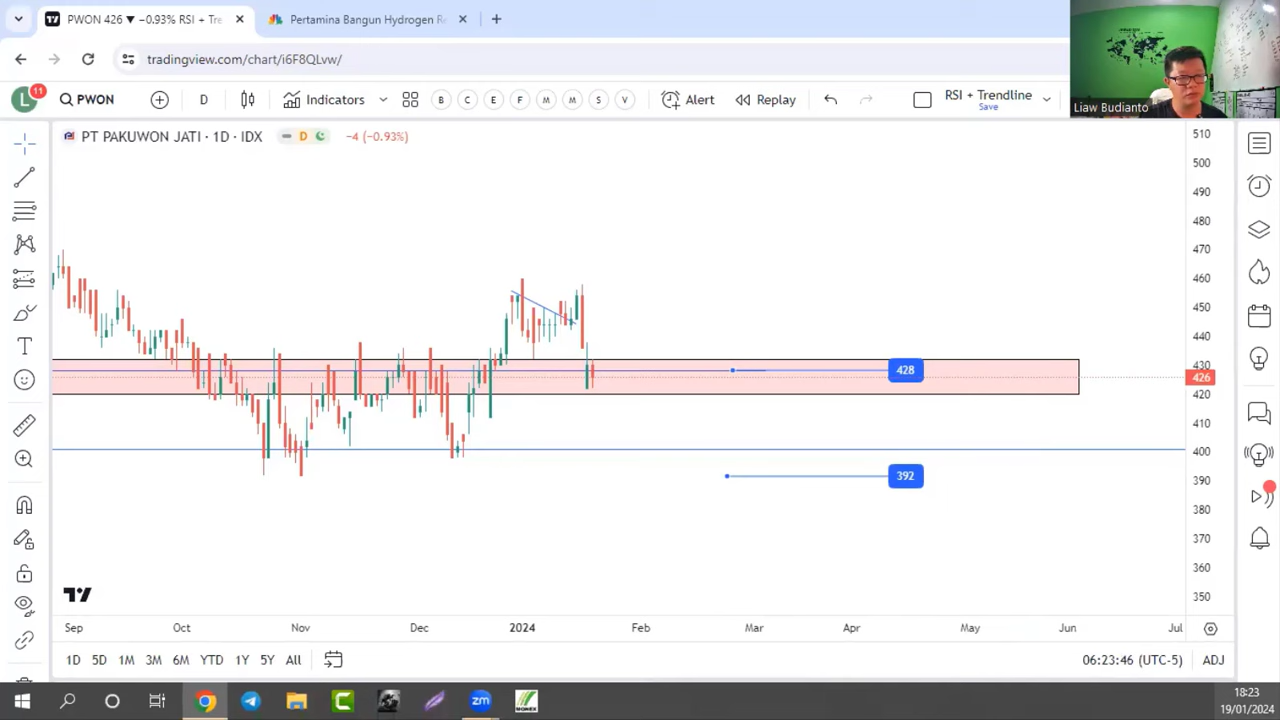 PWON 426 ▼ −0.93% RSI + Tre
Pertamina Bangun Hydrogen R
tradingview.com/chart/i6F8QLvw/
L
11
PWON
D
Indicators
B
C
E
F
M
M
S
V
Alert
Replay
RSI + Trendline
Save
Liaw Budianto
PT PAKUWON JATI · 1D · IDX
D
−4 (−0.93%)
510
500
490
480
470
460
450
440
430
426
420
410
400
390
380
370
360
350
428
392
Sep
Oct
Nov
Dec
2024
Feb
Mar
Apr
May
Jun
Jul
1D
5D
1M
3M
6M
YTD
1Y
5Y
All
06:23:46 (UTC-5)
ADJ
zm
MONEX
18:23
19/01/2024